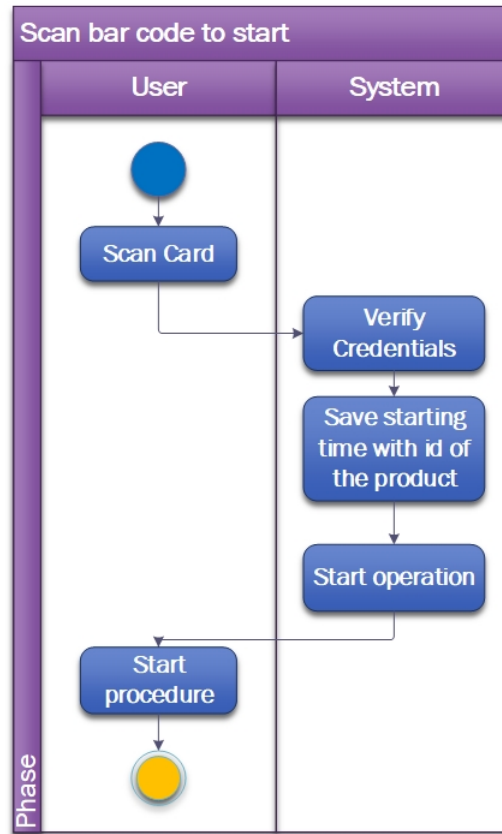 Scan bar code to start
User
System
Scan Card
Verify
Credentials
Save starting
time with id of
the product
Start operation
Start
procedure
Phase